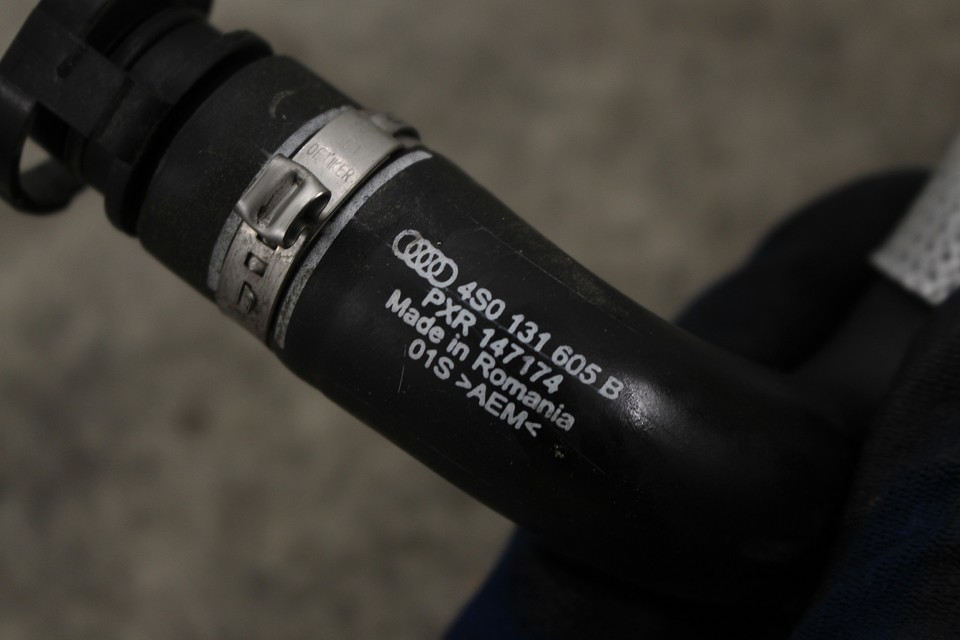 OETIKER
4S0 131 605 B
PXR 147174
Made in Romania
01S >AEM<